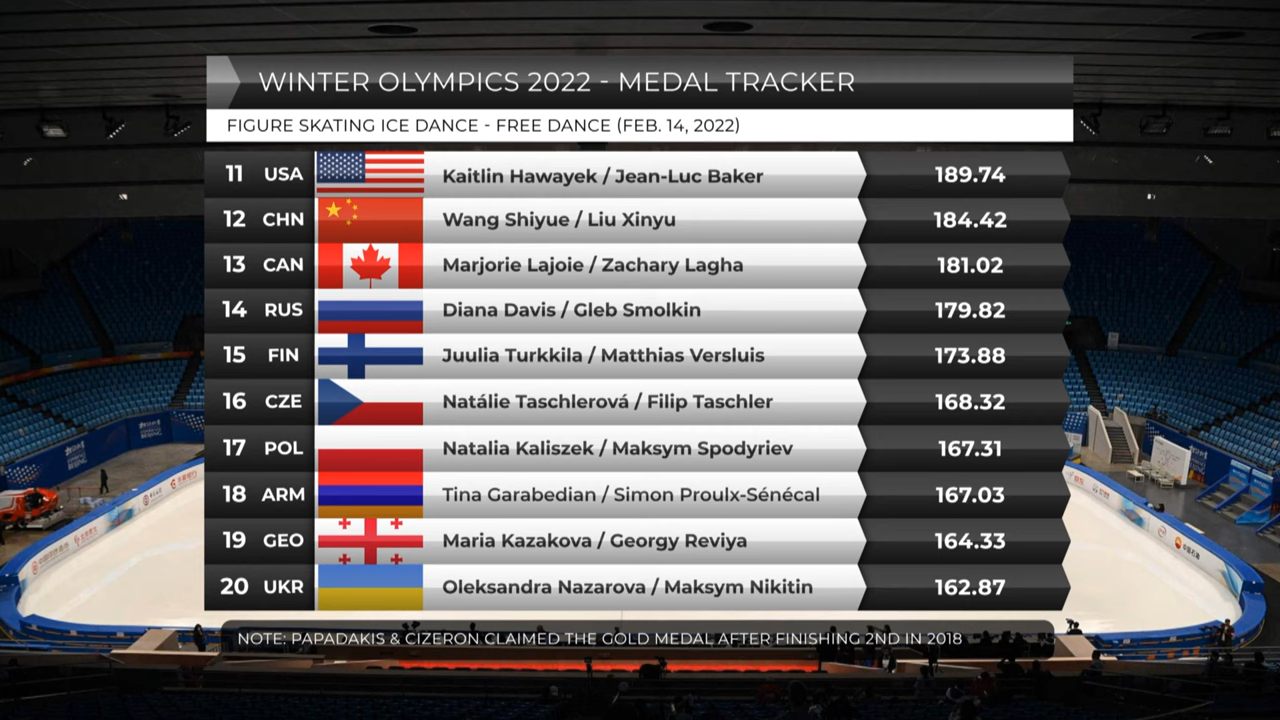 WINTER OLYMPICS 2022 - MEDAL TRACKER
FIGURE SKATING ICE DANCE - FREE DANCE (FEB. 14, 2022)
11 USA Kaitlin Hawayek / Jean-Luc Baker 189.74
12 CHN Wang Shiyue / Liu Xinyu 184.42
13 CAN Marjorie Lajoie / Zachary Lagha 181.02
14 RUS Diana Davis / Gleb Smolkin 179.82
15 FIN Juulia Turkkila / Matthias Versluis 173.88
16 CZE Natálie Taschlerová / Filip Taschler 168.32
17 POL Natalia Kaliszek / Maksym Spodyriev 167.31
18 ARM Tina Garabedian / Simon Proulx-Sénécal 167.03
19 GEO Maria Kazakova / Georgy Reviya 164.33
20 UKR Oleksandra Nazarova / Maksym Nikitin 162.87
NOTE: PAPADAKIS & CIZERON CLAIMED THE GOLD MEDAL AFTER FINISHING 2ND IN 2018